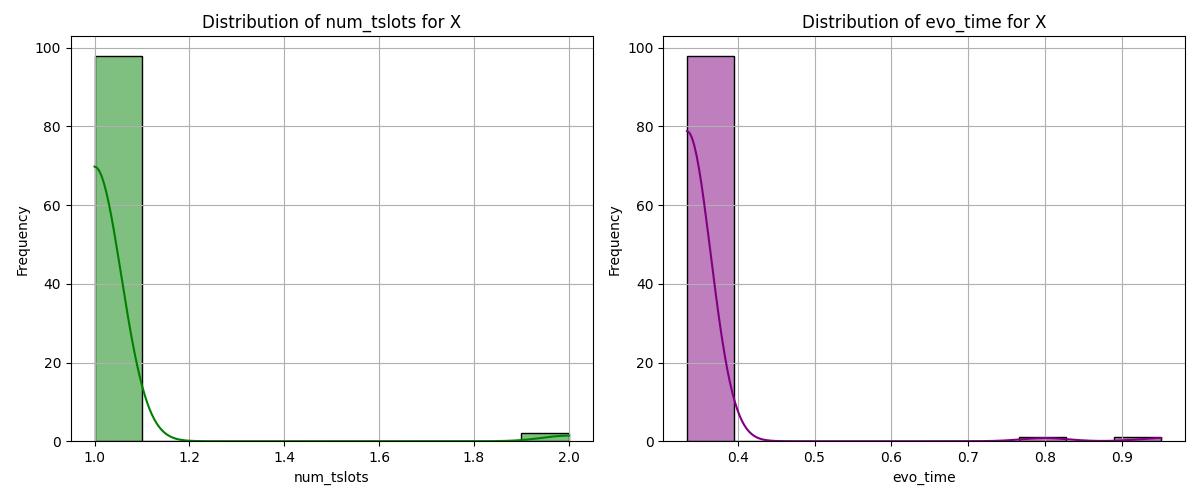 Distribution of num_tslots for X
Frequency
100
80
60
40
20
0
1.0 1.2 1.4 1.6 1.8 2.0
num_tslots
Distribution of evo_time for X
Frequency
100
80
60
40
20
0
0.4 0.5 0.6 0.7 0.8 0.9
evo_time